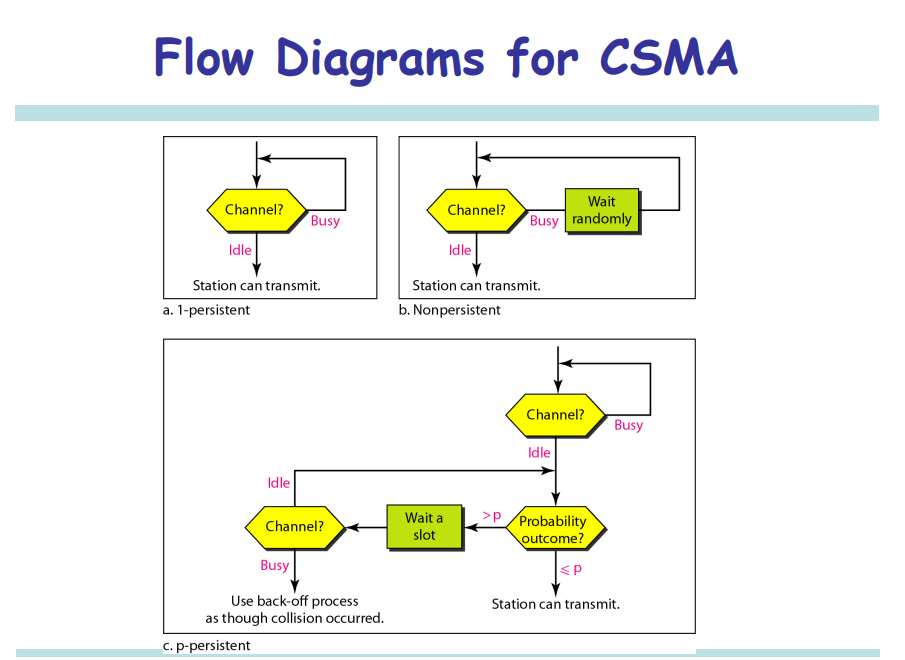 Flow Diagrams for CSMA
Channel?
Busy
Idle
Station can transmit.
a. 1-persistent
Channel?
Busy
Wait
randomly
Idle
Station can transmit.
b. Nonpersistent
Channel?
Busy
Idle
Idle
Channel?
Wait a
slot
>p
Probability
outcome?
Busy
⩽ p
Use back-off process
as though collision occurred.
Station can transmit.
c. p-persistent